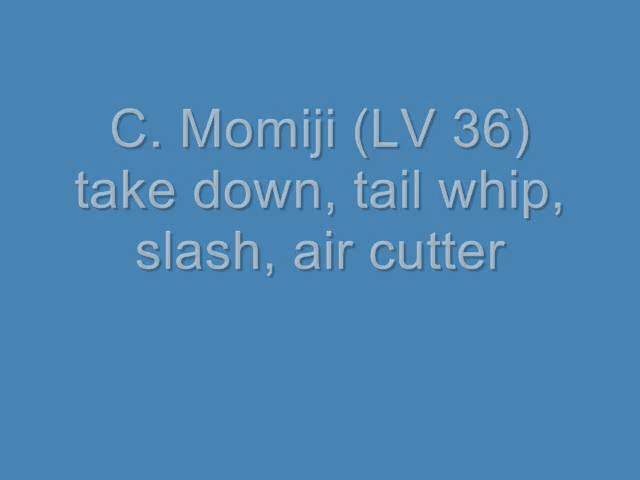 C. Momiji (LV 36)
take down, tail whip,
slash, air cutter